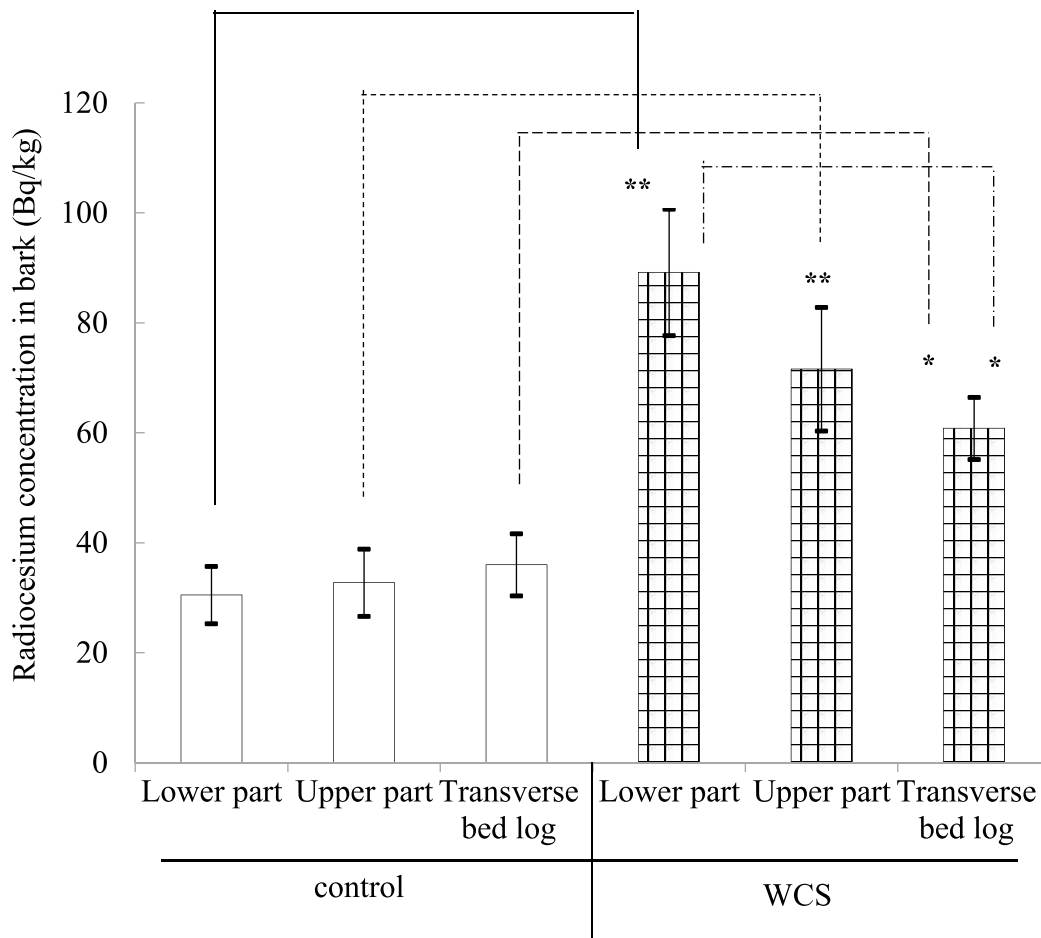 Radiocesium concentration in bark (Bq/kg)
120
100
80
60
40
20
0
**
**
*
*
Lower part
Upper part
Transverse
bed log
Lower part
Upper part
Transverse
bed log
control
WCS